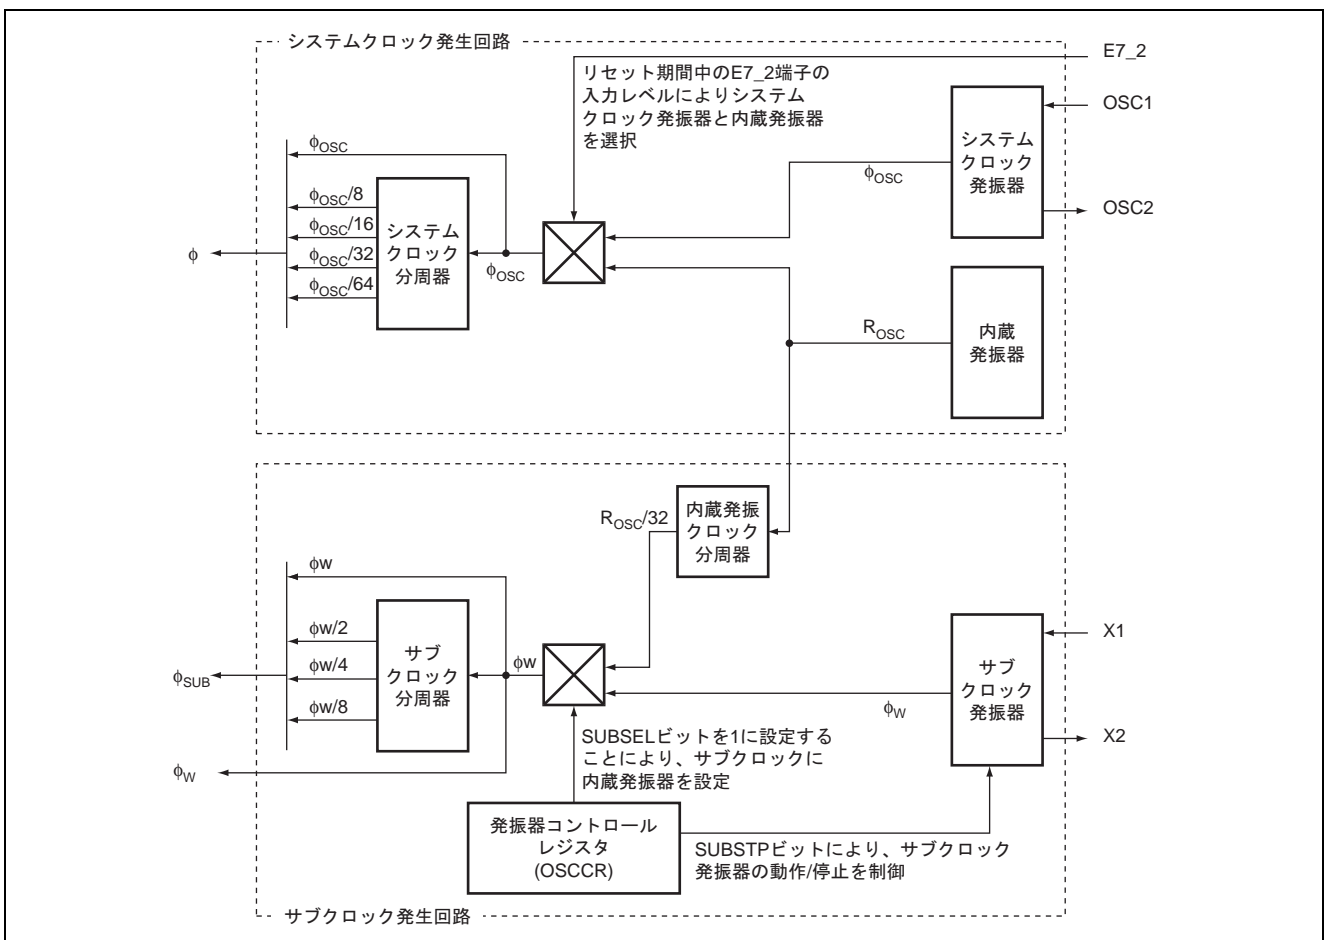 システムクロック発生回路
E7_2
リセット期間中のE7_2端子の
入力レベルによりシステム
クロック発振器と内蔵発振器
を選択
OSC1
システム
クロック
発振器
OSC2
φOSC
φOSC
φOSC/8
φOSC/16
φOSC/32
φOSC/64
システム
クロック
分周器
φOSC
φ
ROSC
内蔵
発振器
ROSC/32
内蔵発振
クロック
分周器
φw
φw/2
φw/4
φw/8
サブ
クロック
分周器
φw
φSUB
φW
φW
X1
サブ
クロック
発振器
X2
SUBSELビットを1に設定する
ことにより、サブクロックに
内蔵発振器を設定
発振器コントロール
レジスタ
(OSCCR)
SUBSTPビットにより、サブクロック
発振器の動作/停止を制御
サブクロック発生回路